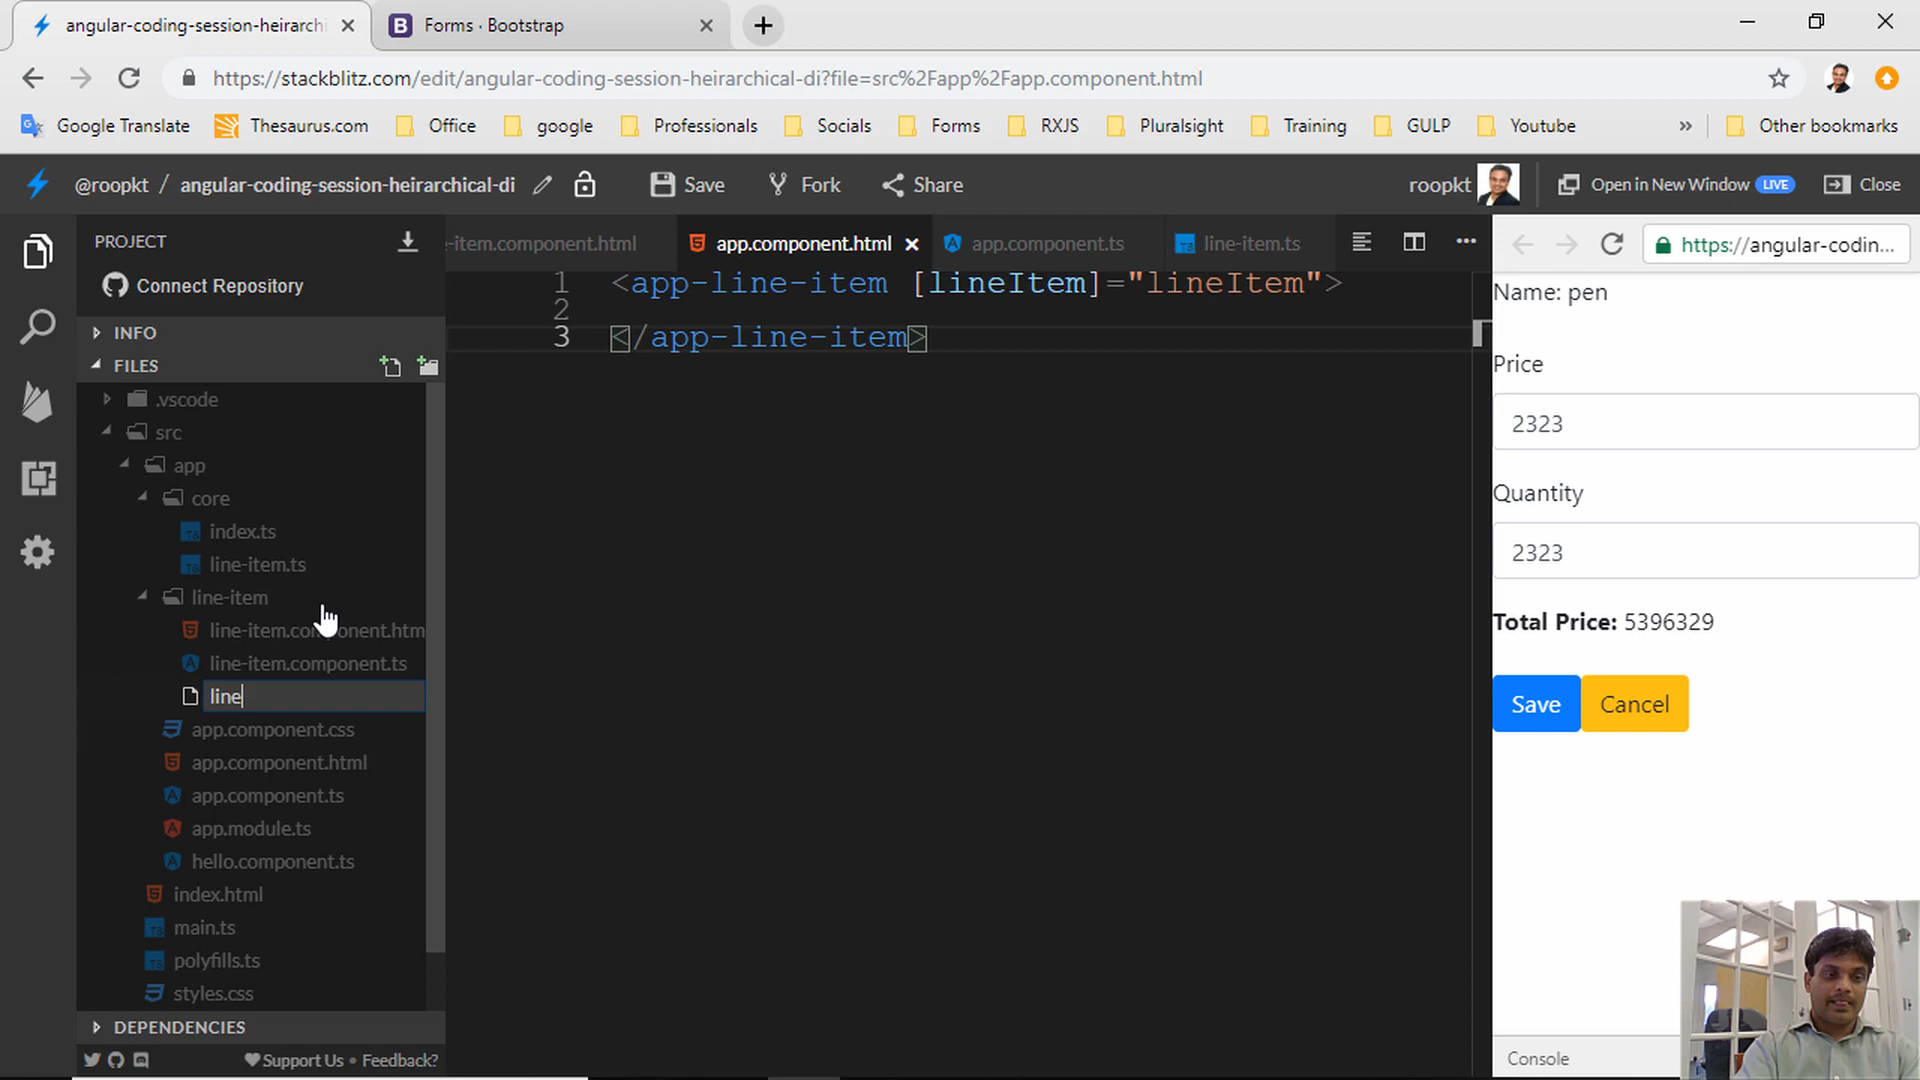 angular-coding-session-heirarchi
Forms · Bootstrap
https://stackblitz.com/edit/angular-coding-session-heirarchical-di?file=src%2Fapp%2Fapp.component.html
Google Translate
Thesaurus.com
Office
google
Professionals
Socials
Forms
RXJS
Pluralsight
Training
GULP
Youtube
»
Other bookmarks
@roopkt / angular-coding-session-heirarchical-di
Save
Fork
Share
roopkt
Open in New Window LIVE
Close
PROJECT
-item.component.html
app.component.html
app.component.ts
line-item.ts
https://angular-codin...
Connect Repository
INFO
FILES
.vscode
src
app
core
index.ts
line-item.ts
line-item
line-item.component.htm
line-item.component.ts
line
app.component.css
app.component.html
app.component.ts
app.module.ts
hello.component.ts
index.html
main.ts
polyfills.ts
styles.css
DEPENDENCIES
Support Us • Feedback?
1 <app-line-item [lineItem]="lineItem">
2
3 </app-line-item>
Name: pen
Price
2323
Quantity
2323
Total Price: 5396329
Save
Cancel
Console